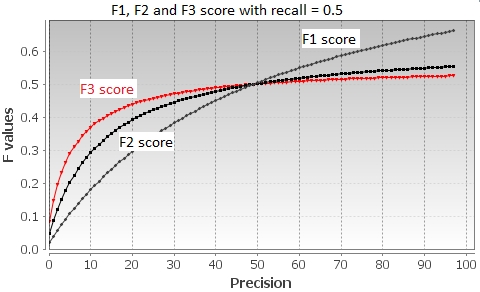 F1, F2 and F3 score with recall = 0.5
F1 score
F3 score
F2 score
F values
0.6
0.5
0.4
0.3
0.2
0.1
0.0
0 10 20 30 40 50 60 70 80 90 100
Precision